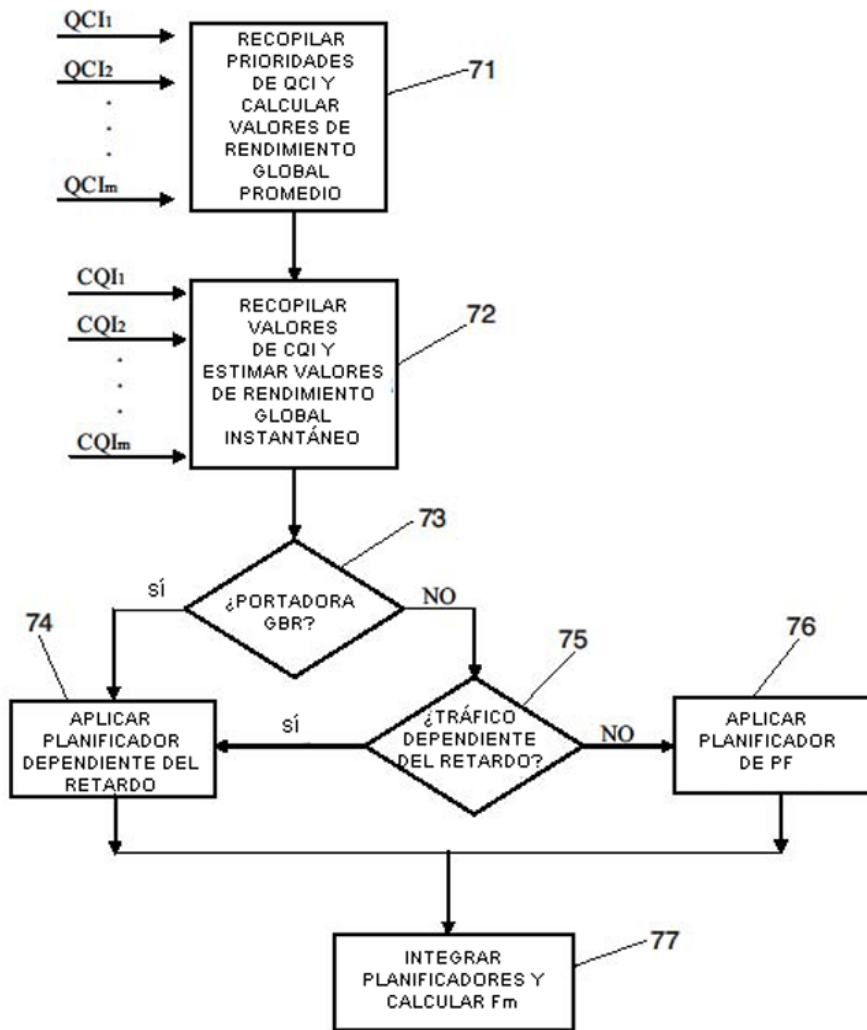 QCI1
QCI2
.
.
.
QCIm
RECOPILAR
PRIORIDADES
DE QCI Y
CALCULAR
VALORES DE
RENDIMIENTO
GLOBAL
PROMEDIO
71
CQI1
CQI2
.
.
.
CQIm
RECOPILAR
VALORES
DE CQI Y
ESTIMAR VALORES
DE RENDIMIENTO
GLOBAL
INSTANTÁNEO
72
73
¿PORTADORA
GBR?
SÍ
NO
74
APLICAR
PLANIFICADOR
DEPENDIENTE DEL
RETARDO
75
¿TRÁFICO
DEPENDIENTE
DEL RETARDO?
SÍ
NO
76
APLICAR
PLANIFICADOR
DE PF
77
INTEGRAR
PLANIFICADORES Y
CALCULAR Fm